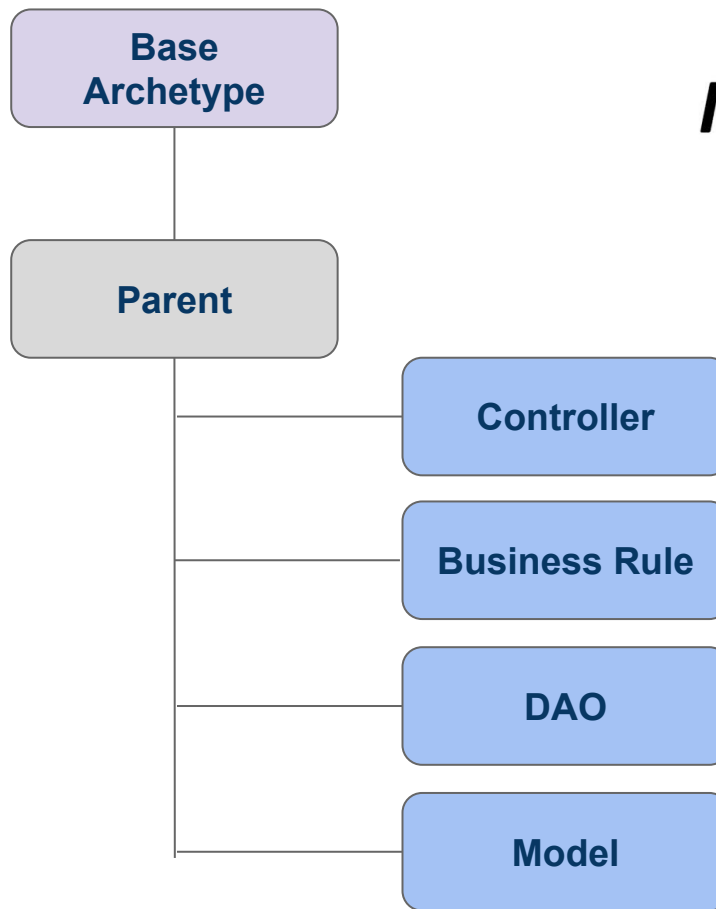 Base
Archetype
Parent
Controller
Business Rule
DAO
Model